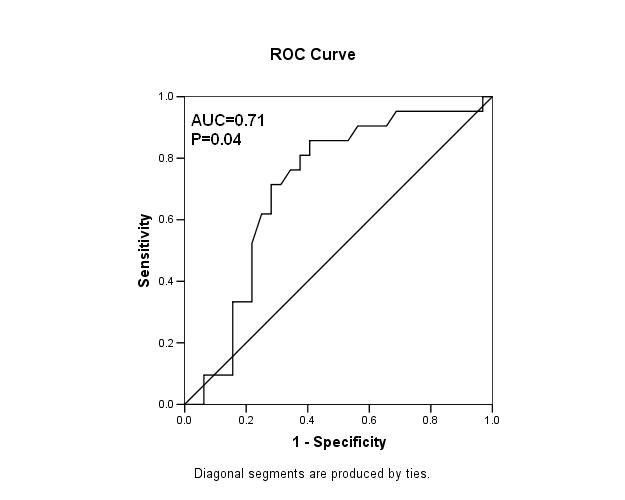 ROC Curve
AUC=0.71
P=0.04
1.0
0.8
0.6
0.4
0.2
0.0
Sensitivity
0.0 0.2 0.4 0.6 0.8 1.0
1 - Specificity
Diagonal segments are produced by ties.